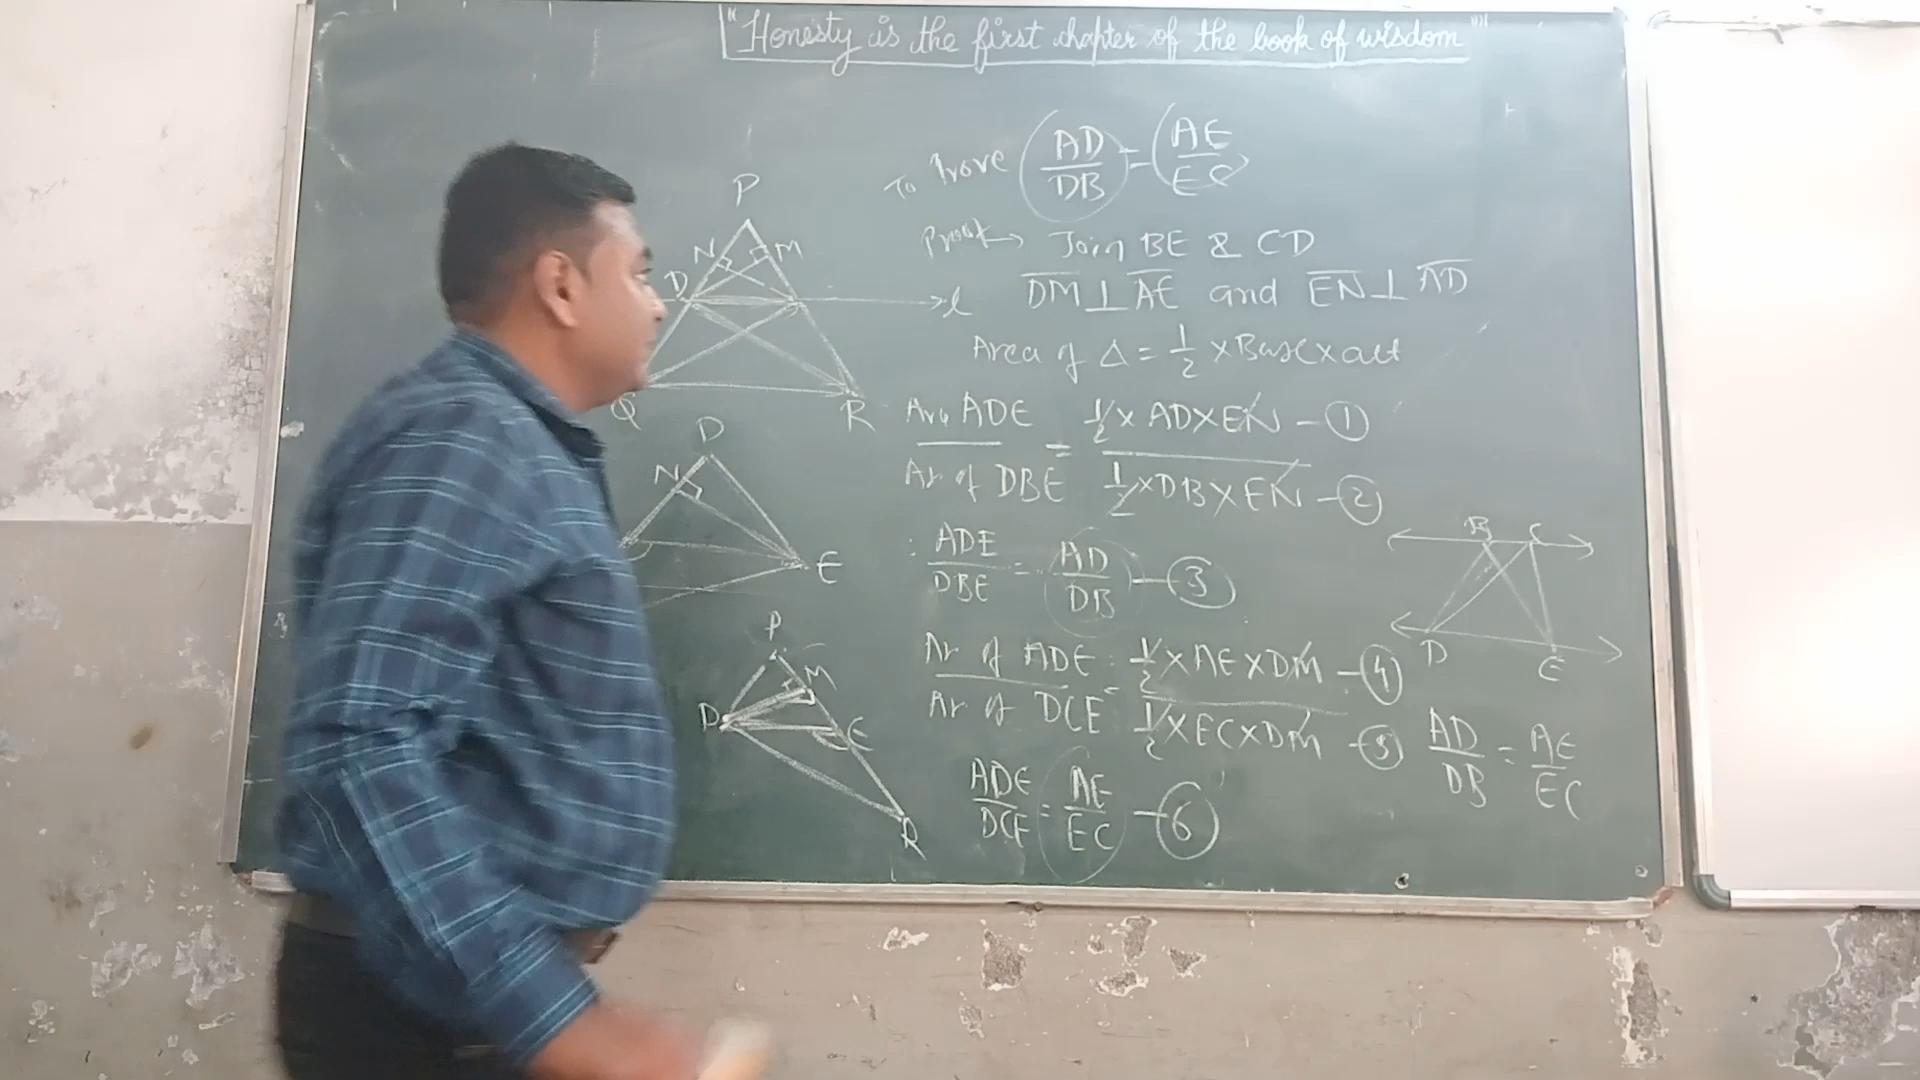 "Honesty is the first chapter of the book of wisdom"
To Prove AD/DB = AE/EC
Proof → Join BE & CD
DM ⊥ AE and EN ⊥ AD
Area of Δ = 1/2 × Base × alt
ADE = 1/2 × AD × EN - 1
Ar of DBE 1/2 × DB × EN - 2
ADE/DBE = AD/DB - 3
Ar of ADE = 1/2 × AE × DM - 4
Ar of DCE 1/2 × EC × DM - 5
ADE/DCE = AE/EC - 6
P
N M
D l
Q R
D
N
E
P
M
D E
R
B C
D E
AD/DB = AE/EC